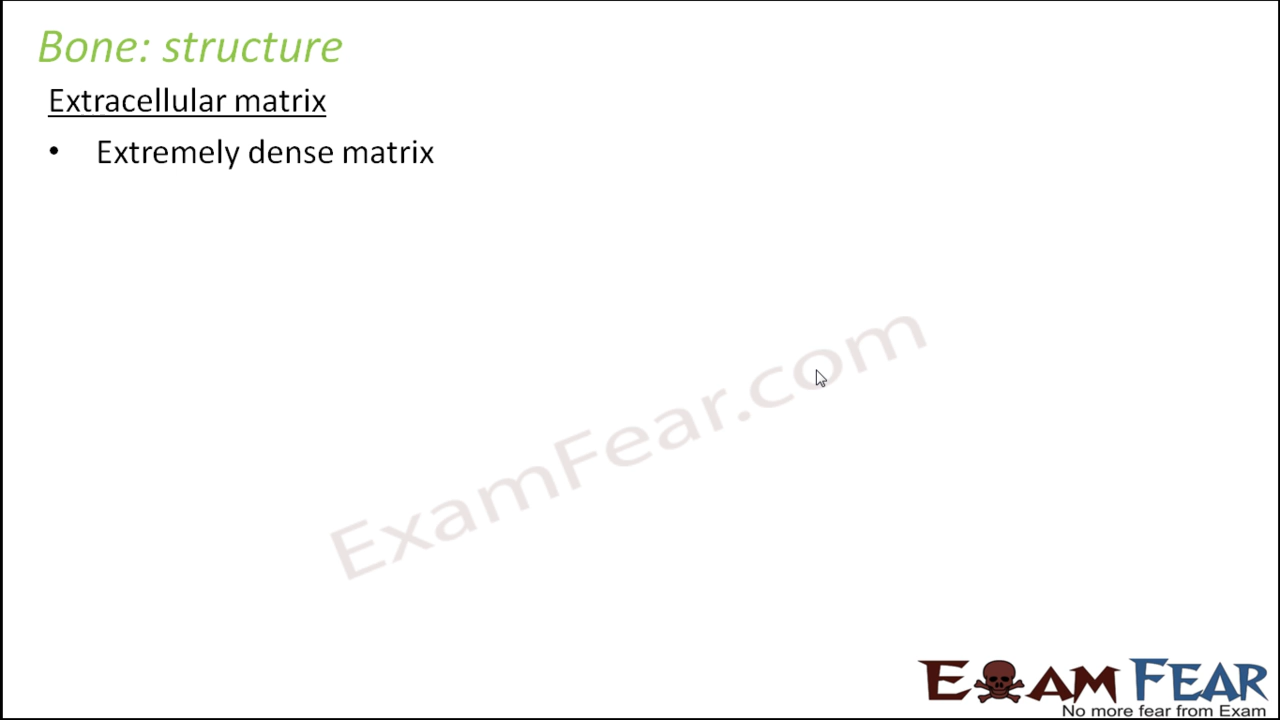 Bone: structure
Extracellular matrix
• Extremely dense matrix
ExamFear.com
EXAM FEAR
No more fear from Exam